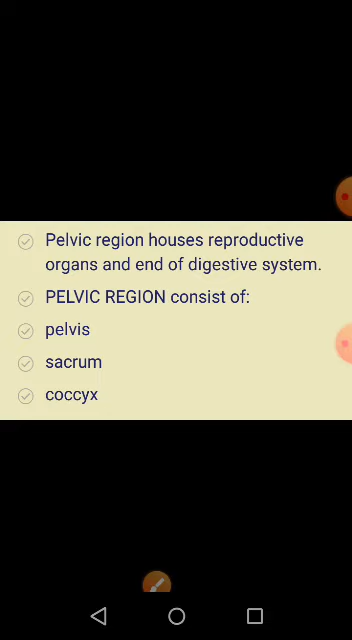 Pelvic region houses reproductive
organs and end of digestive system.
PELVIC REGION consist of:
pelvis
sacrum
coccyx